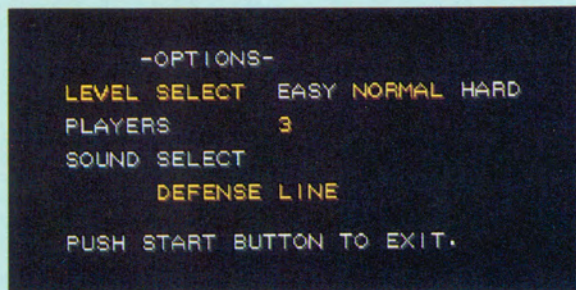 -OPTIONS-
LEVEL SELECT EASY NORMAL HARD
PLAYERS 3
SOUND SELECT
DEFENSE LINE
PUSH START BUTTON TO EXIT.